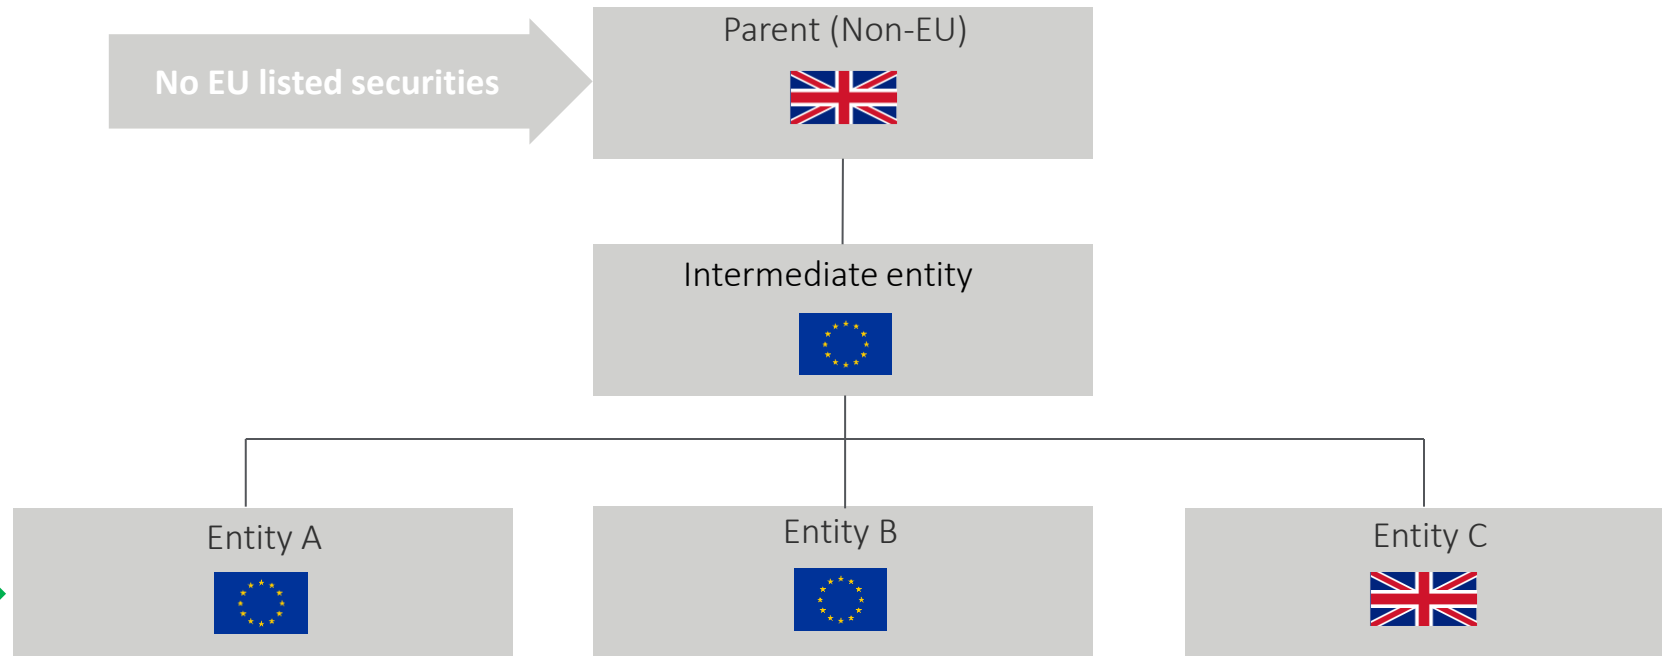 Parent (Non-EU)
No EU listed securities
Intermediate entity
Entity A
Entity B
Entity C